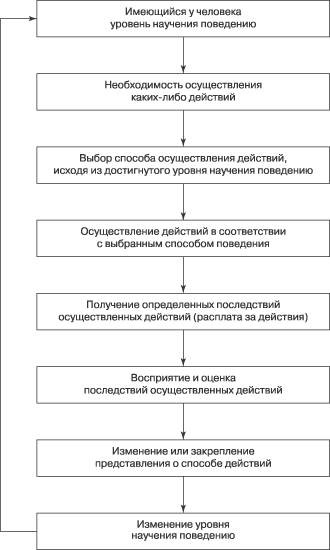 Имеющийся у человека
уровень научения поведению
Необходимость осуществления
каких-либо действий
Выбор способа осуществления действий,
исходя из достигнутого уровня научения поведению
Осуществление действий в соответствии
с выбранным способом поведения
Получение определенных последствий
осуществленных действий (расплата за действия)
Восприятие и оценка
последствий осуществленных действий
Изменение или закрепление
представления о способе действий
Изменение уровня
научения поведению